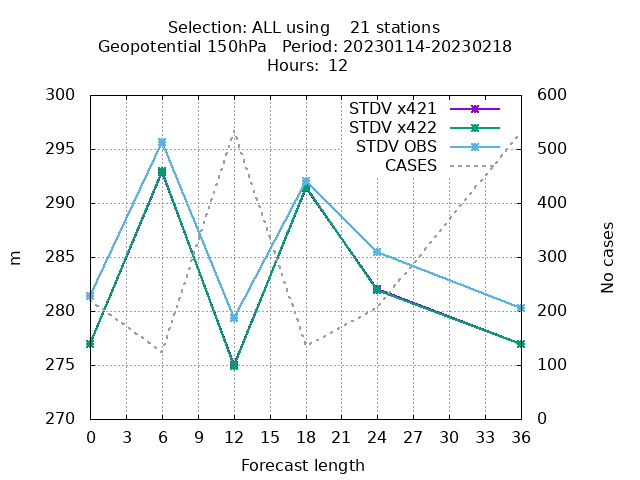 Selection: ALL using    21 stations
Geopotential 150hPa   Period: 20230114-20230218
Hours: 12
300 600
STDV x421
STDV x422
295 STDV OBS 500
CASES
290 400
285 300
m
No cases
280 200
275 100
270 0
0 3 6 9 12 15 18 21 24 27 30 33 36
Forecast length